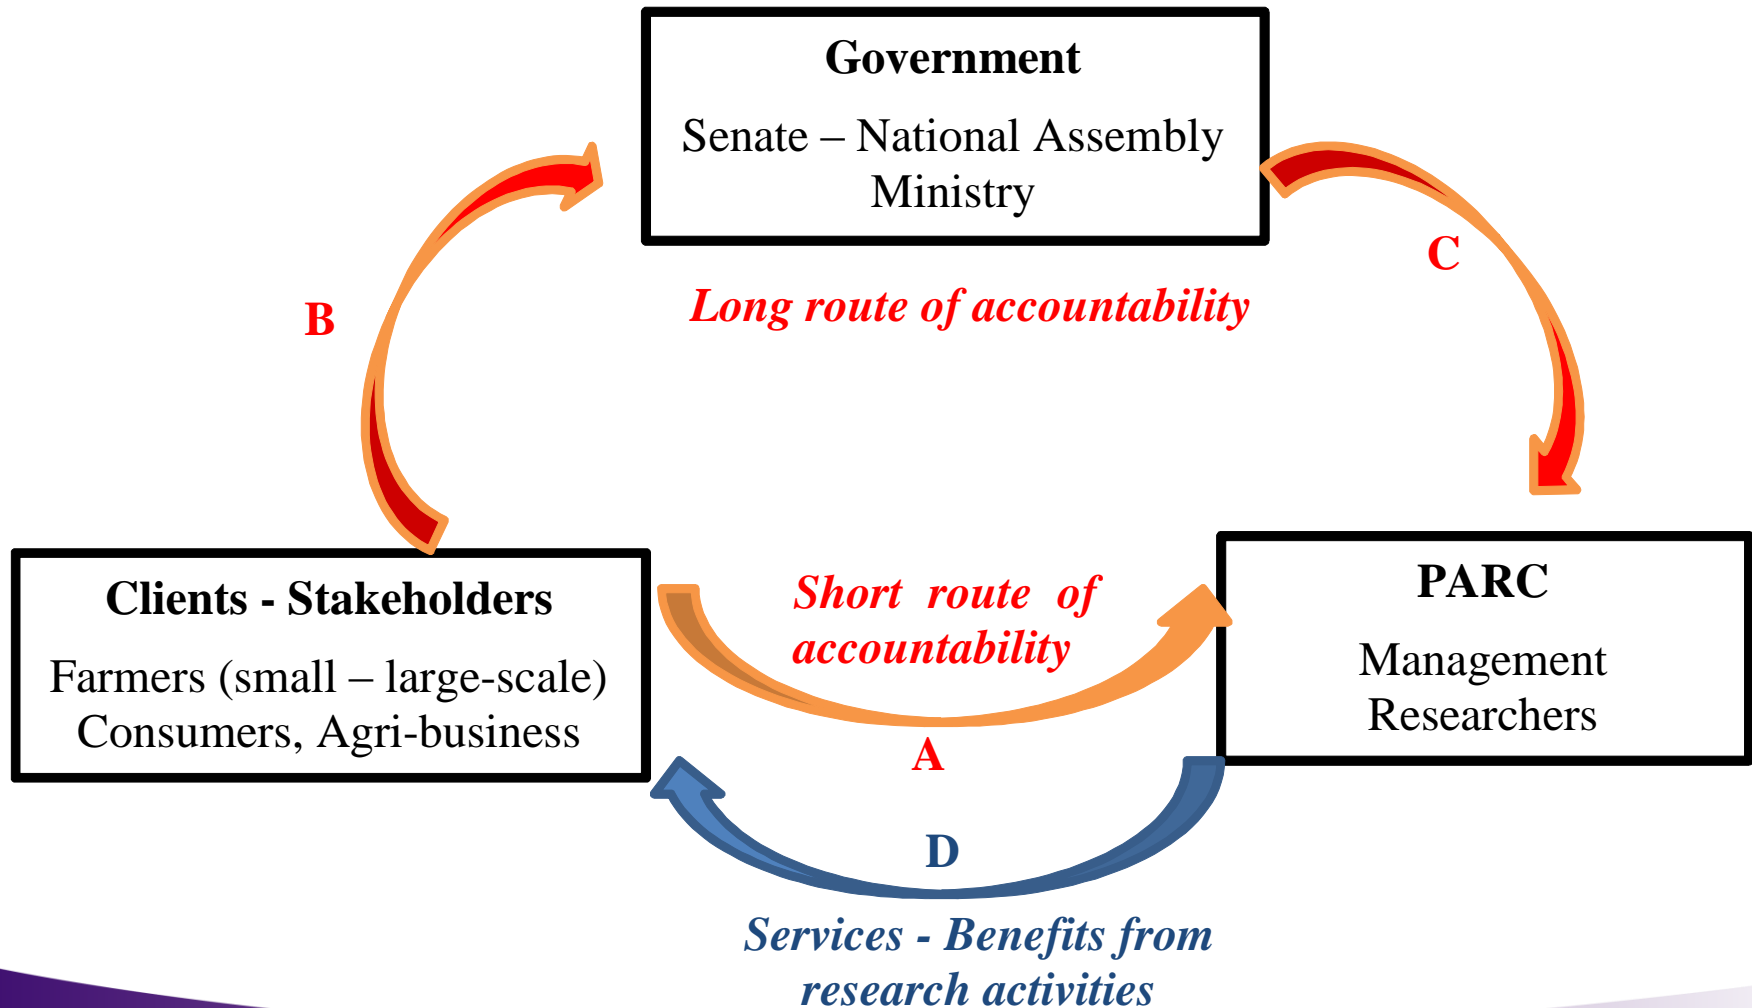 Government
Senate – National Assembly
Ministry
C
Long route of accountability
B
Clients - Stakeholders
Farmers (small – large-scale)
Consumers, Agri-business
Short route of
accountability
A
PARC
Management
Researchers
D
Services - Benefits from
research activities